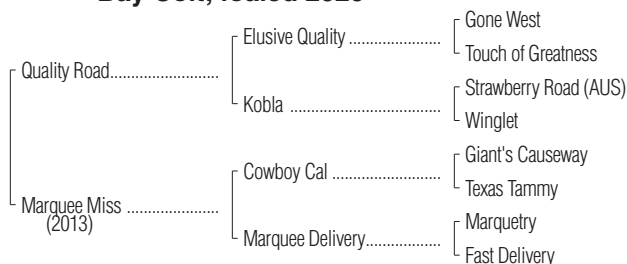 Bay Colt; foaled
Gone West
Elusive Quality .....................
Touch of Greatness
Quality Road.........................
Strawberry Road (AUS)
Kobla ..................................
Winglet
Giant's Causeway
Cowboy Cal .........................
Texas Tammy
Marquee Miss .....................
(2013)
Marquetry
Marquee Delivery.................
Fast Delivery